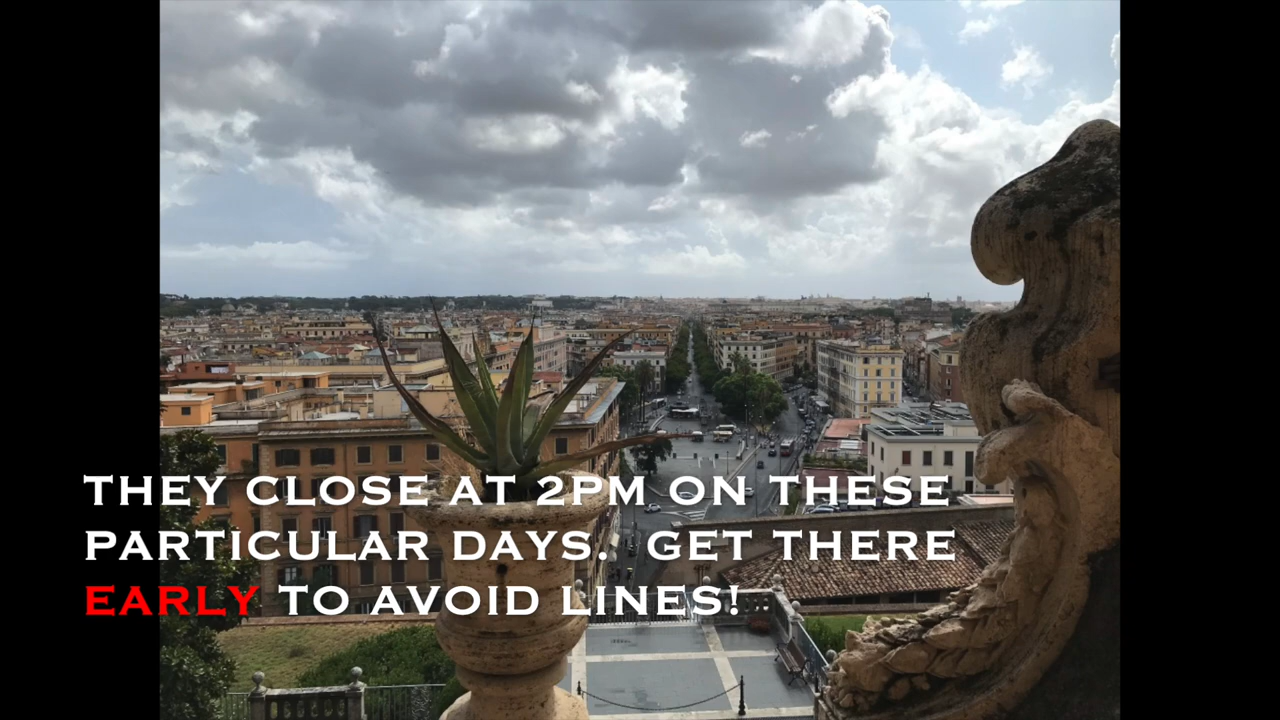 THEY CLOSE AT 2PM ON THESE
PARTICULAR DAYS. GET THERE
EARLY TO AVOID LINES!